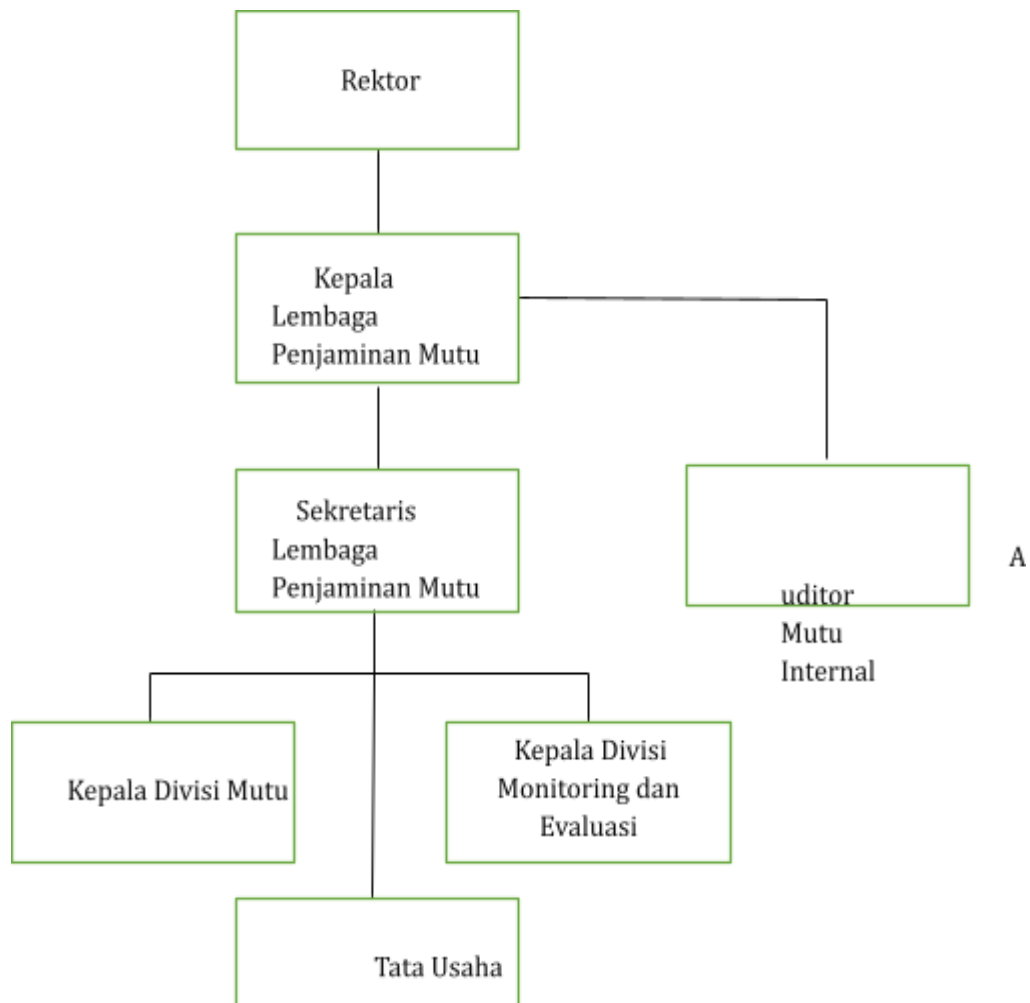 Rektor
Kepala
Lembaga
Penjaminan Mutu
Sekretaris
Lembaga
Penjaminan Mutu
A
uditor
Mutu
Internal
Kepala Divisi Mutu
Kepala Divisi
Monitoring dan
Evaluasi
Tata Usaha